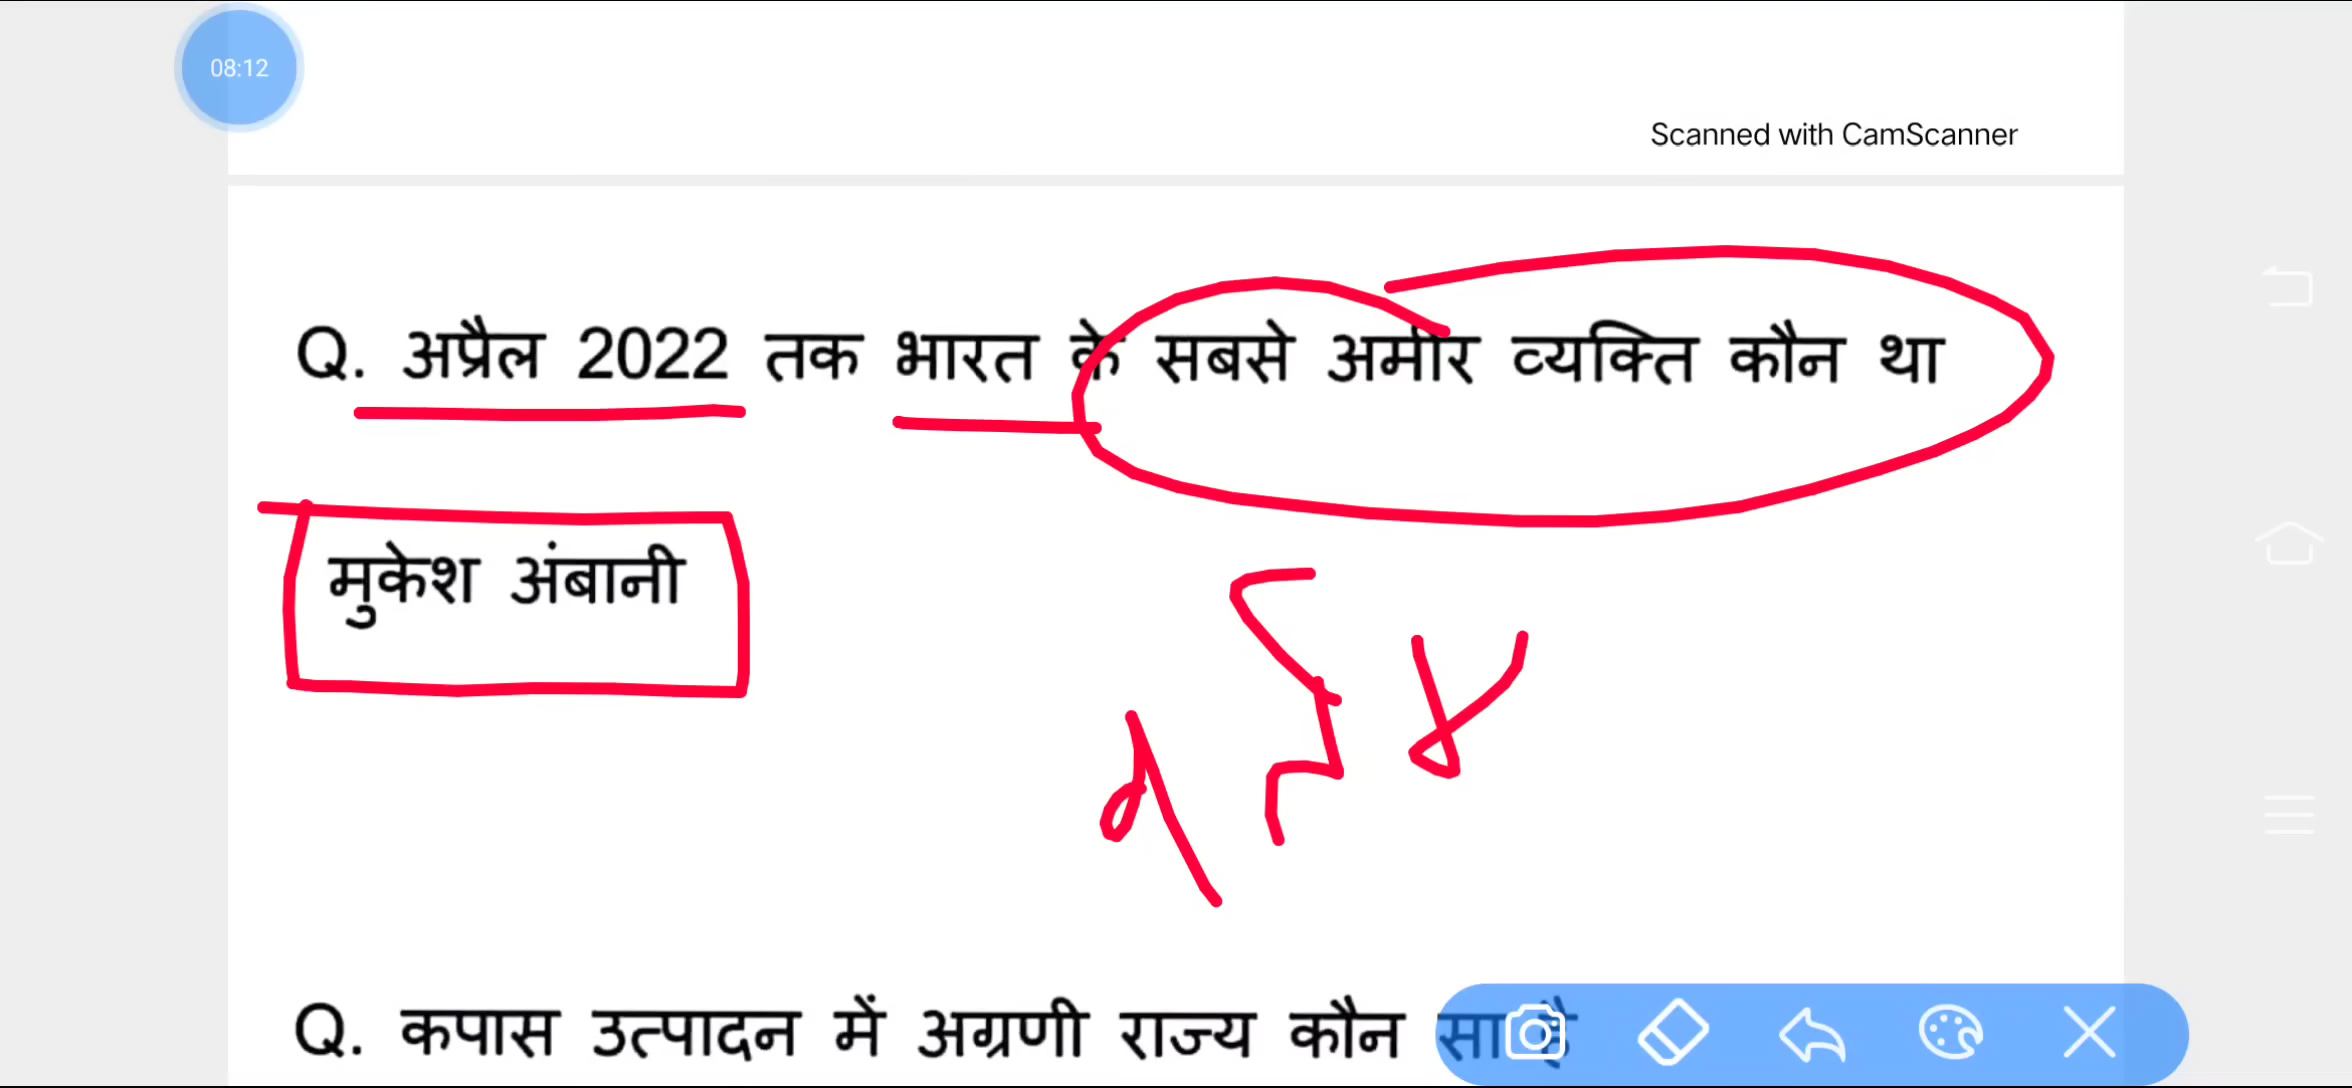 08:12
Scanned with CamScanner
Q. अप्रैल 2022 तक भारत के सबसे अमीर व्यक्ति कौन था
मुकेश अंबानी
Q. कपास उत्पादन में अग्रणी राज्य कौन सा है